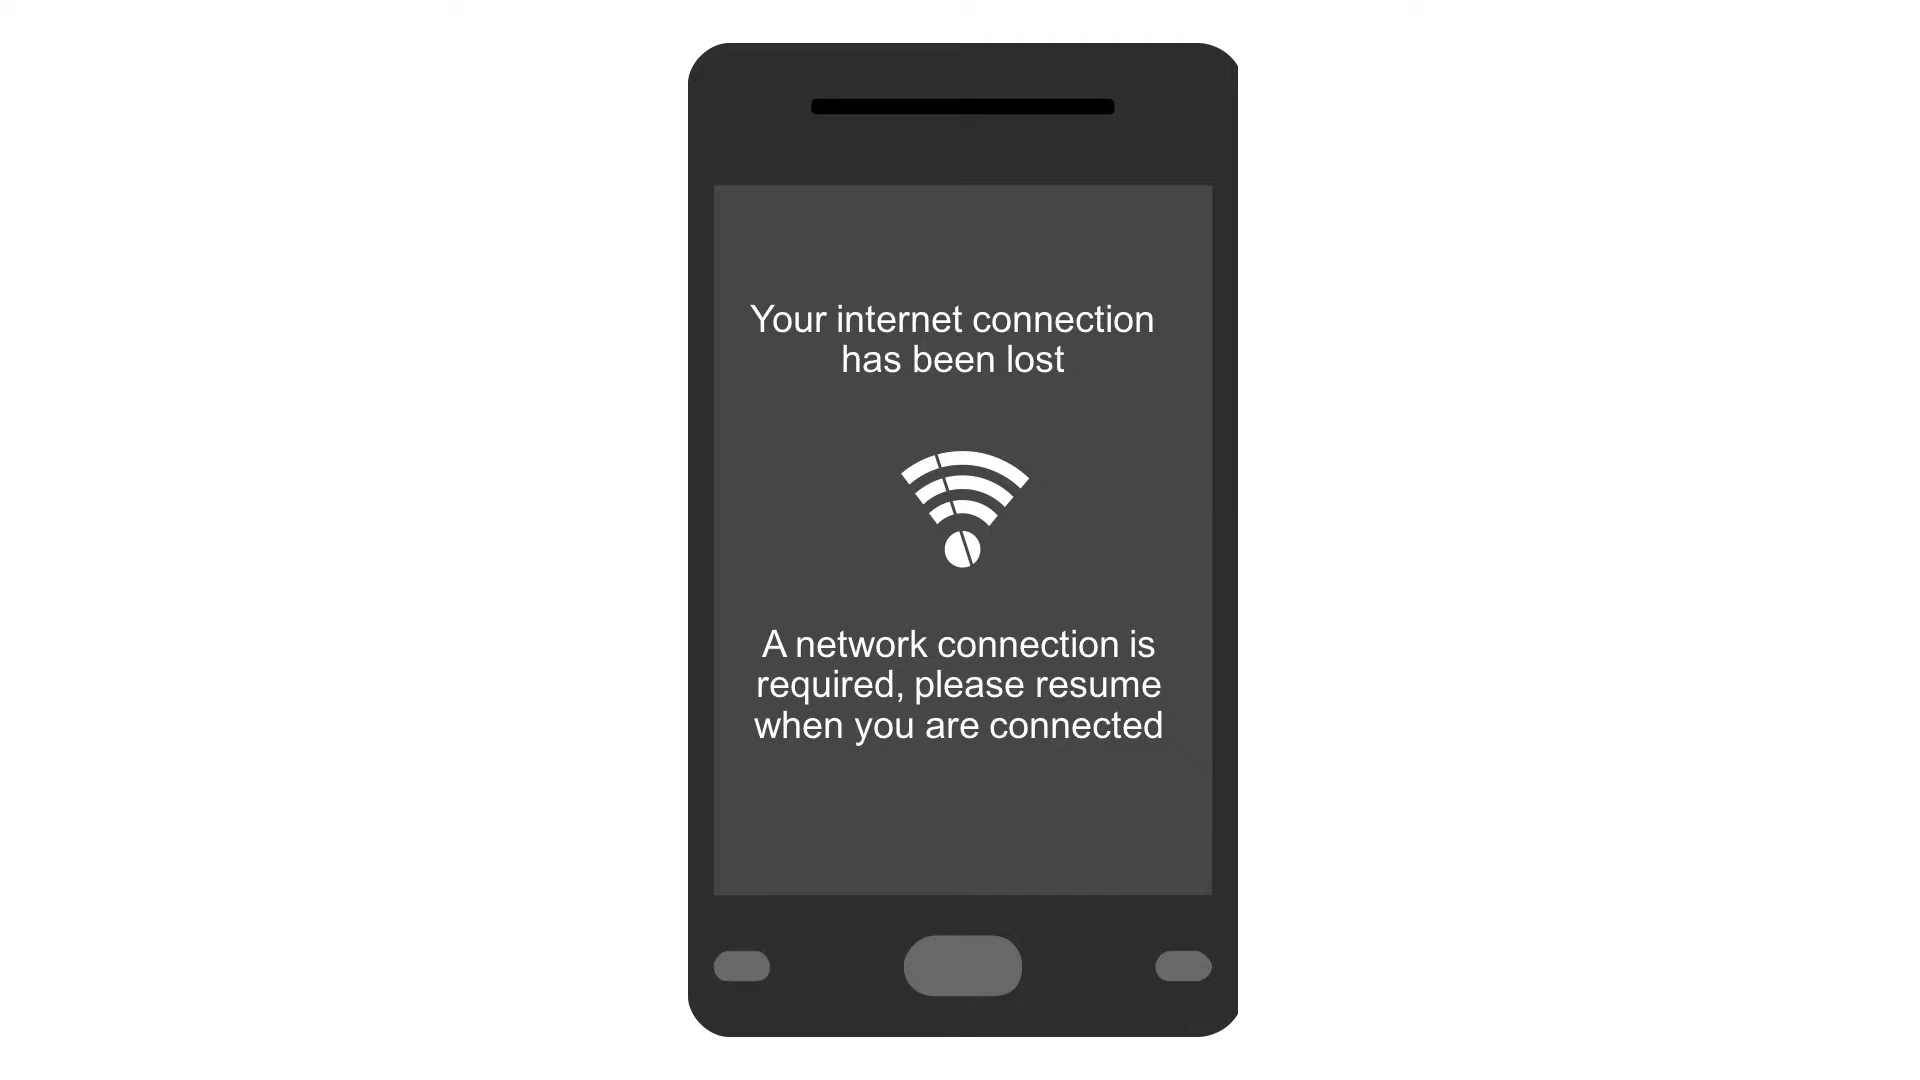 Your internet connection
has been lost
A network connection is
required, please resume
when you are connected